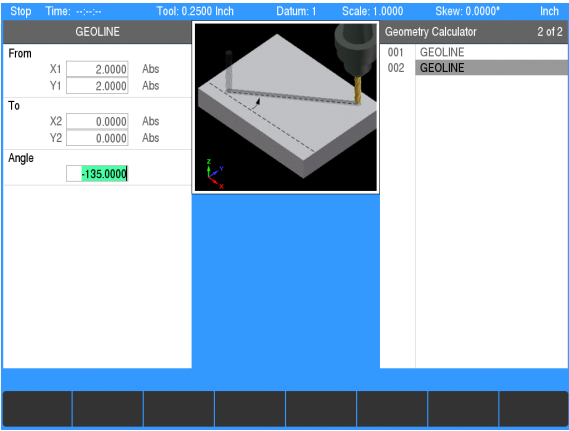 Stop Time: --:--:-- Tool: 0.2500 Inch Datum: 1 Scale: 1.0000 Skew: 0.0000° Inch
GEOLINE
From
X1 2.0000 Abs
Y1 2.0000 Abs
To
X2 0.0000 Abs
Y2 0.0000 Abs
Angle
-135.0000
Z
Y
X
Geometry Calculator 2 of 2
001 GEOLINE
002 GEOLINE